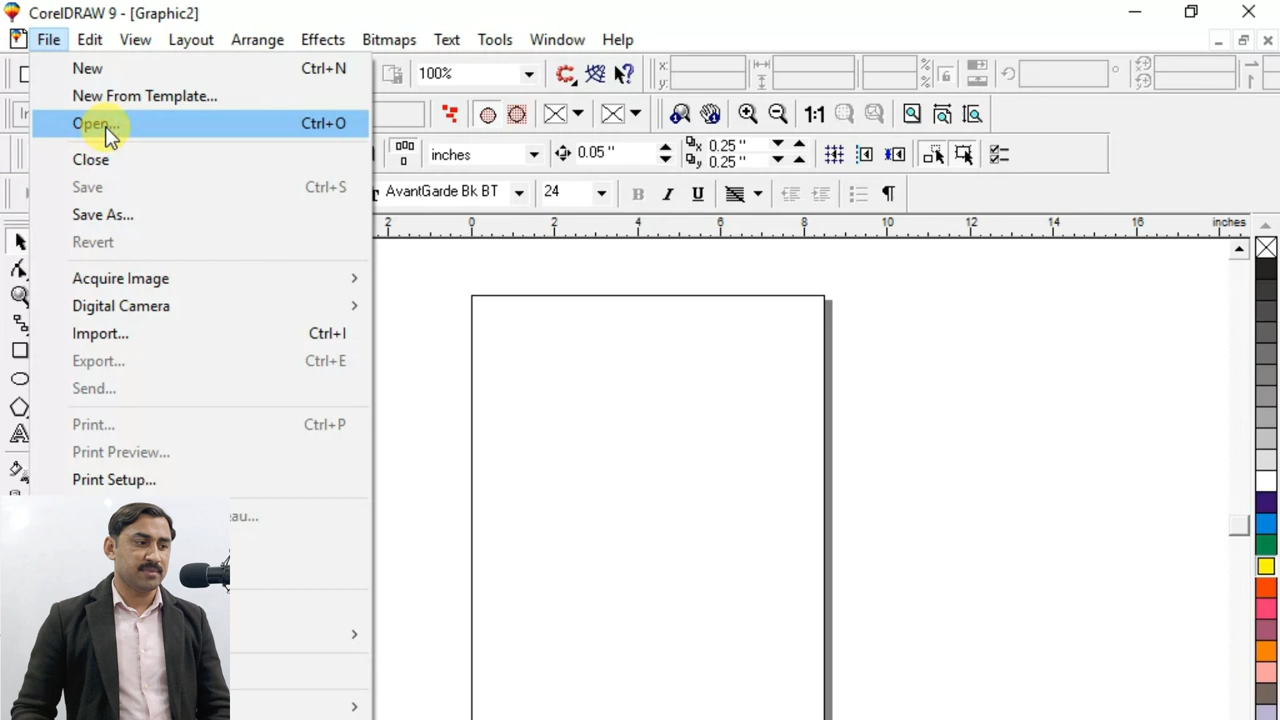 CorelDRAW 9 - [Graphic2]
File Edit View Layout Arrange Effects Bitmaps Text Tools Window Help
New Ctrl+N
100% x: y: % % °
New From Template...
Open... Ctrl+O
1:1
Close
inches 0.05 " x 0.25 " y 0.25 "
Save Ctrl+S
AvantGarde Bk BT 24 B I U ¶
Save As...
2 0 2 4 6 8 10 12 14 16 inches
Revert
Acquire Image
Digital Camera
Import... Ctrl+I
Export... Ctrl+E
Send...
Print... Ctrl+P
Print Preview...
Print Setup...